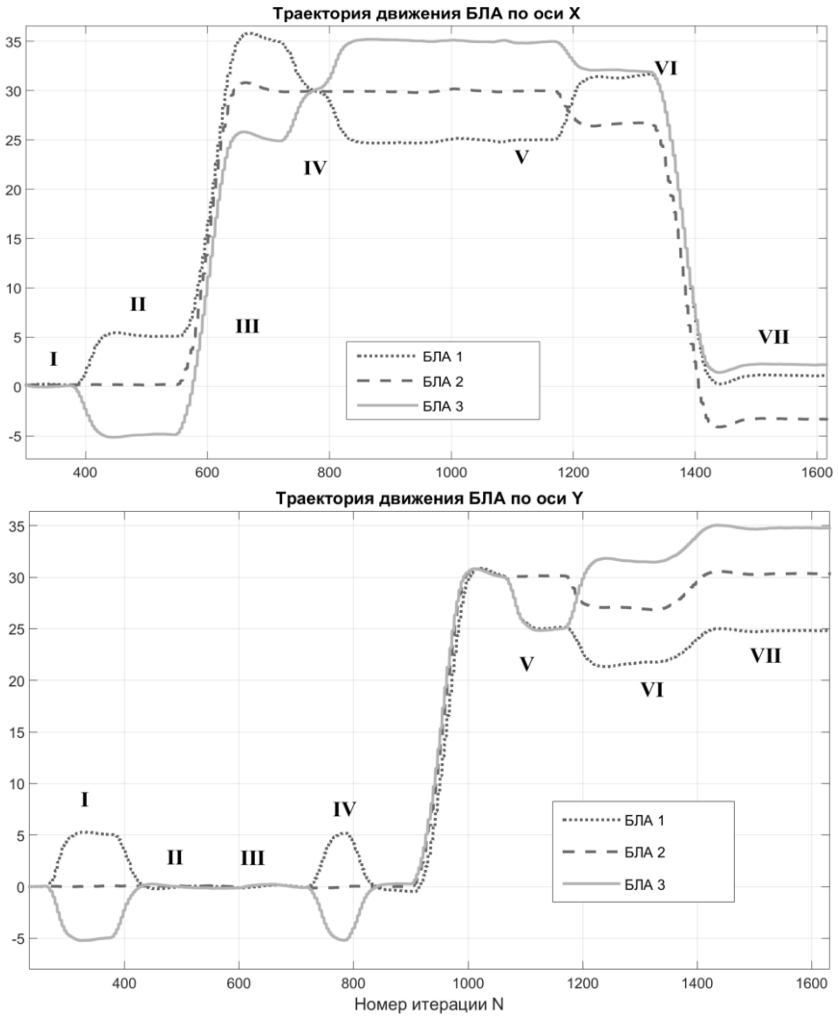 Траектория движения БЛА по оси X
35
30
25
20
15
10
5
0
-5
I
II
III
IV
V
VI
VII
БЛА 1
БЛА 2
БЛА 3
400
600
800
1000
1200
1400
1600
Траектория движения БЛА по оси Y
35
30
25
20
15
10
5
0
-5
I
II
III
IV
V
VI
VII
БЛА 1
БЛА 2
БЛА 3
400
600
800
1000
1200
1400
1600
Номер итерации N